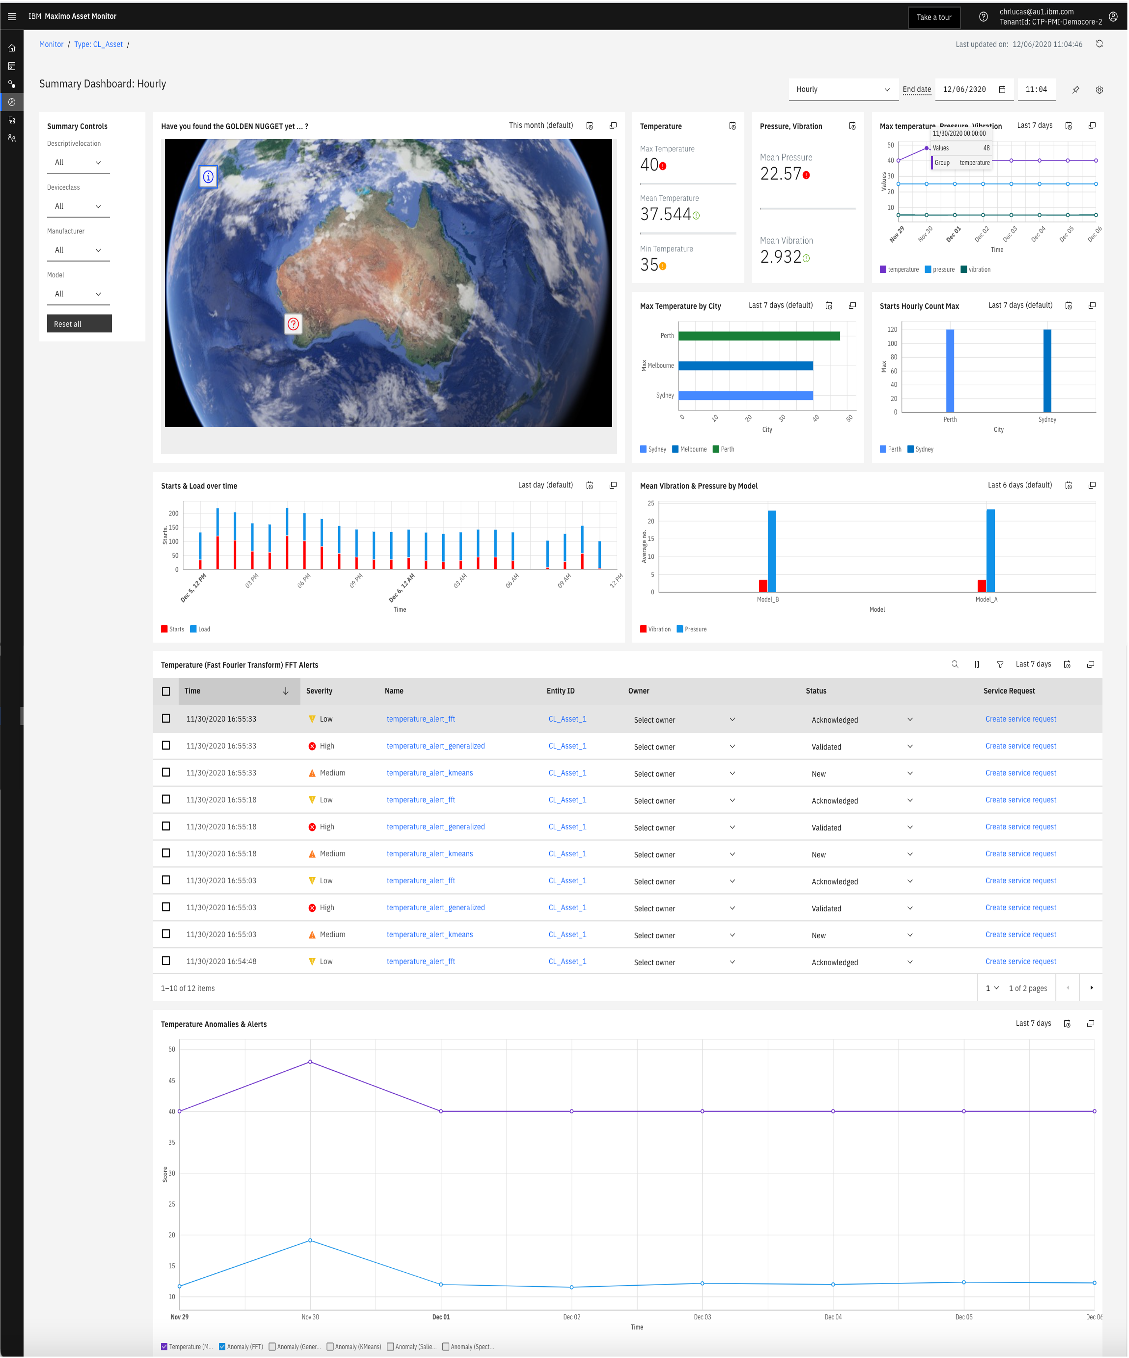 IBM Maximo Asset Monitor
Take a tour
chrlucas@au1.ibm.com
TenantId: CTP-PMI-Democore-2
Monitor / Type: CL_Asset /
Last updated on: 12/06/2020 11:04:46
Summary Dashboard: Hourly
Hourly
End date
12/06/2020
11:04
Summary Controls
Descriptivelocation
All
Deviceclass
All
Manufacturer
All
Model
All
Reset all
Have you found the GOLDEN NUGGET yet ... ?
This month (default)
Temperature
Max Temperature
40
Mean Temperature
37.544
Min Temperature
35
Pressure, Vibration
Mean Pressure
22.57
Mean Vibration
2.932
Max temperature, Pressure, Vibration
Last 7 days
11/30/2020 00:00:00
Values 48
Group temperature
50
40
30
20
10
Values
Nov 29
Nov 30
Dec 01
Dec 02
Dec 03
Dec 04
Dec 05
Dec 06
Time
temperature pressure vibration
Max Temperature by City
Last 7 days (default)
Perth
Melbourne
Sydney
Max
0 10 20 30 40 50
City
Sydney Melbourne Perth
Starts Hourly Count Max
Last 7 days (default)
120
100
80
60
40
20
0
Max
Perth Sydney
City
Perth Sydney
Starts & Load over time
Last day (default)
200
150
100
50
0
Starts,
Dec 5, 12 PM
03 PM
06 PM
09 PM
Dec 6, 12 AM
03 AM
06 AM
09 AM
12 PM
Time
Starts Load
Mean Vibration & Pressure by Model
Last 6 days (default)
25
20
15
10
5
0
Average no.
Model_B Model_A
Model
Vibration Pressure
Temperature (Fast Fourier Transform) FFT Alerts
Last 7 days
Time Severity Name Entity ID Owner Status Service Request
11/30/2020 16:55:33 Low temperature_alert_fft CL_Asset_1 Select owner Acknowledged Create service request
11/30/2020 16:55:33 High temperature_alert_generalized CL_Asset_1 Select owner Validated Create service request
11/30/2020 16:55:33 Medium temperature_alert_kmeans CL_Asset_1 Select owner New Create service request
11/30/2020 16:55:18 Low temperature_alert_fft CL_Asset_1 Select owner Acknowledged Create service request
11/30/2020 16:55:18 High temperature_alert_generalized CL_Asset_1 Select owner Validated Create service request
11/30/2020 16:55:18 Medium temperature_alert_kmeans CL_Asset_1 Select owner New Create service request
11/30/2020 16:55:03 Low temperature_alert_fft CL_Asset_1 Select owner Acknowledged Create service request
11/30/2020 16:55:03 High temperature_alert_generalized CL_Asset_1 Select owner Validated Create service request
11/30/2020 16:55:03 Medium temperature_alert_kmeans CL_Asset_1 Select owner New Create service request
11/30/2020 16:54:48 Low temperature_alert_fft CL_Asset_1 Select owner Acknowledged Create service request
1–10 of 12 items
1
1 of 2 pages
Temperature Anomalies & Alerts
Last 7 days
50
45
40
35
30
25
20
15
10
Score
Nov 29 Nov 30 Dec 01 Dec 02 Dec 03 Dec 04 Dec 05 Dec 06
Time
Temperature (M... Anomaly (FFT) Anomaly (Gener... Anomaly (KMeans) Anomaly (Salie... Anomaly (Spect...